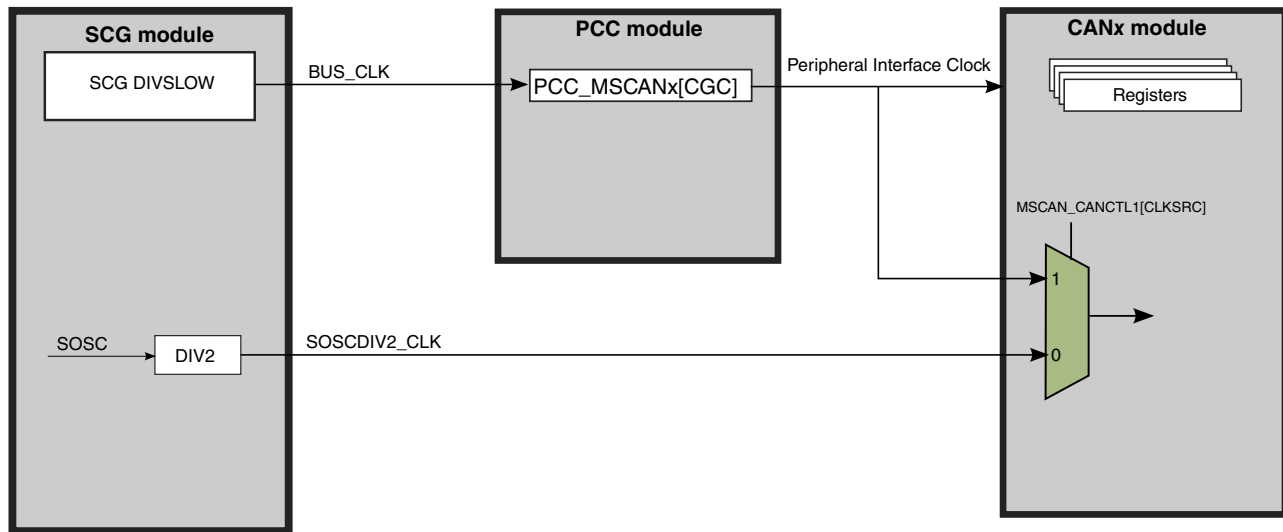 SCG module
PCC module
CANx module
SCG DIVSLOW
BUS_CLK
PCC_MSCANx[CGC]
Peripheral Interface Clock
Registers
MSCAN_CANCTL1[CLKSRC]
1
SOSC
DIV2
SOSCDIV2_CLK
0